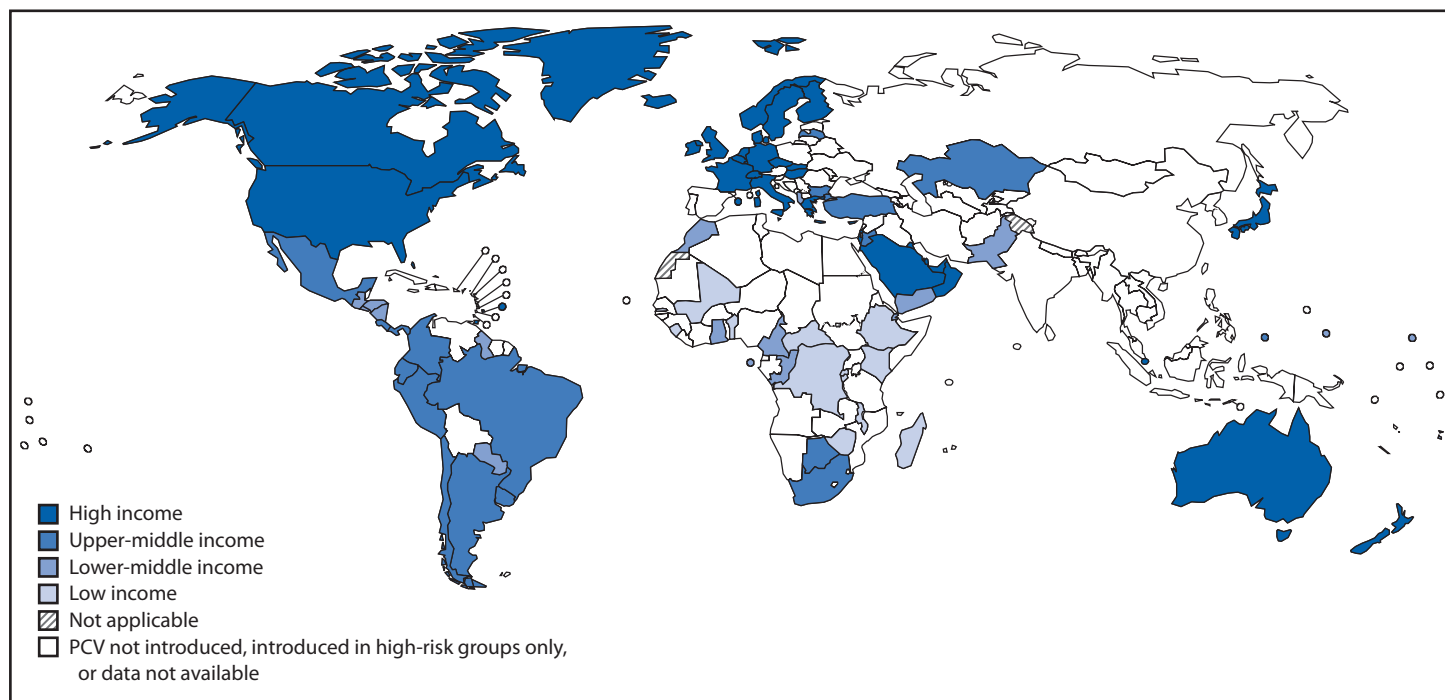 High income
Upper-middle income
Lower-middle income
Low income
Not applicable
PCV not introduced, introduced in high-risk groups only,
or data not available